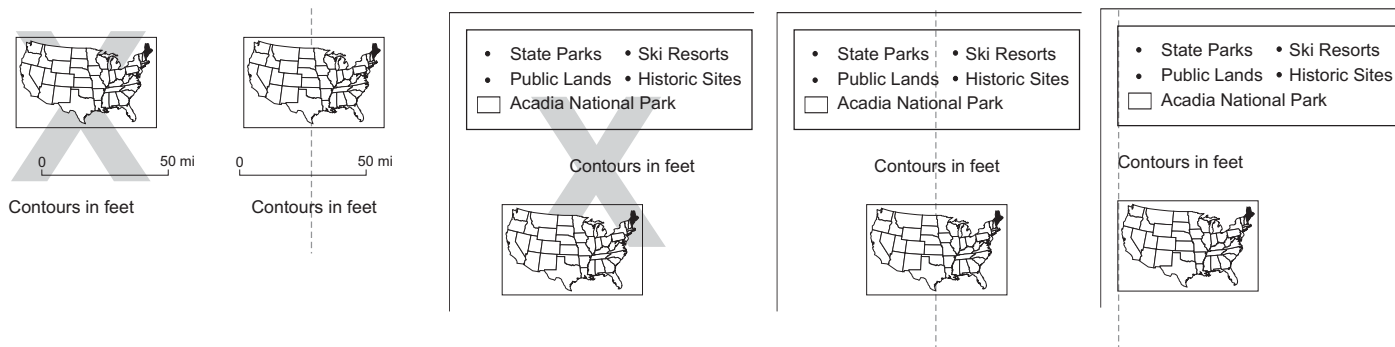 0 50 mi
Contours in feet
0 50 mi
Contours in feet
• State Parks • Ski Resorts
• Public Lands • Historic Sites
Acadia National Park
Contours in feet
• State Parks • Ski Resorts
• Public Lands • Historic Sites
Acadia National Park
Contours in feet
• State Parks • Ski Resorts
• Public Lands • Historic Sites
Acadia National Park
Contours in feet